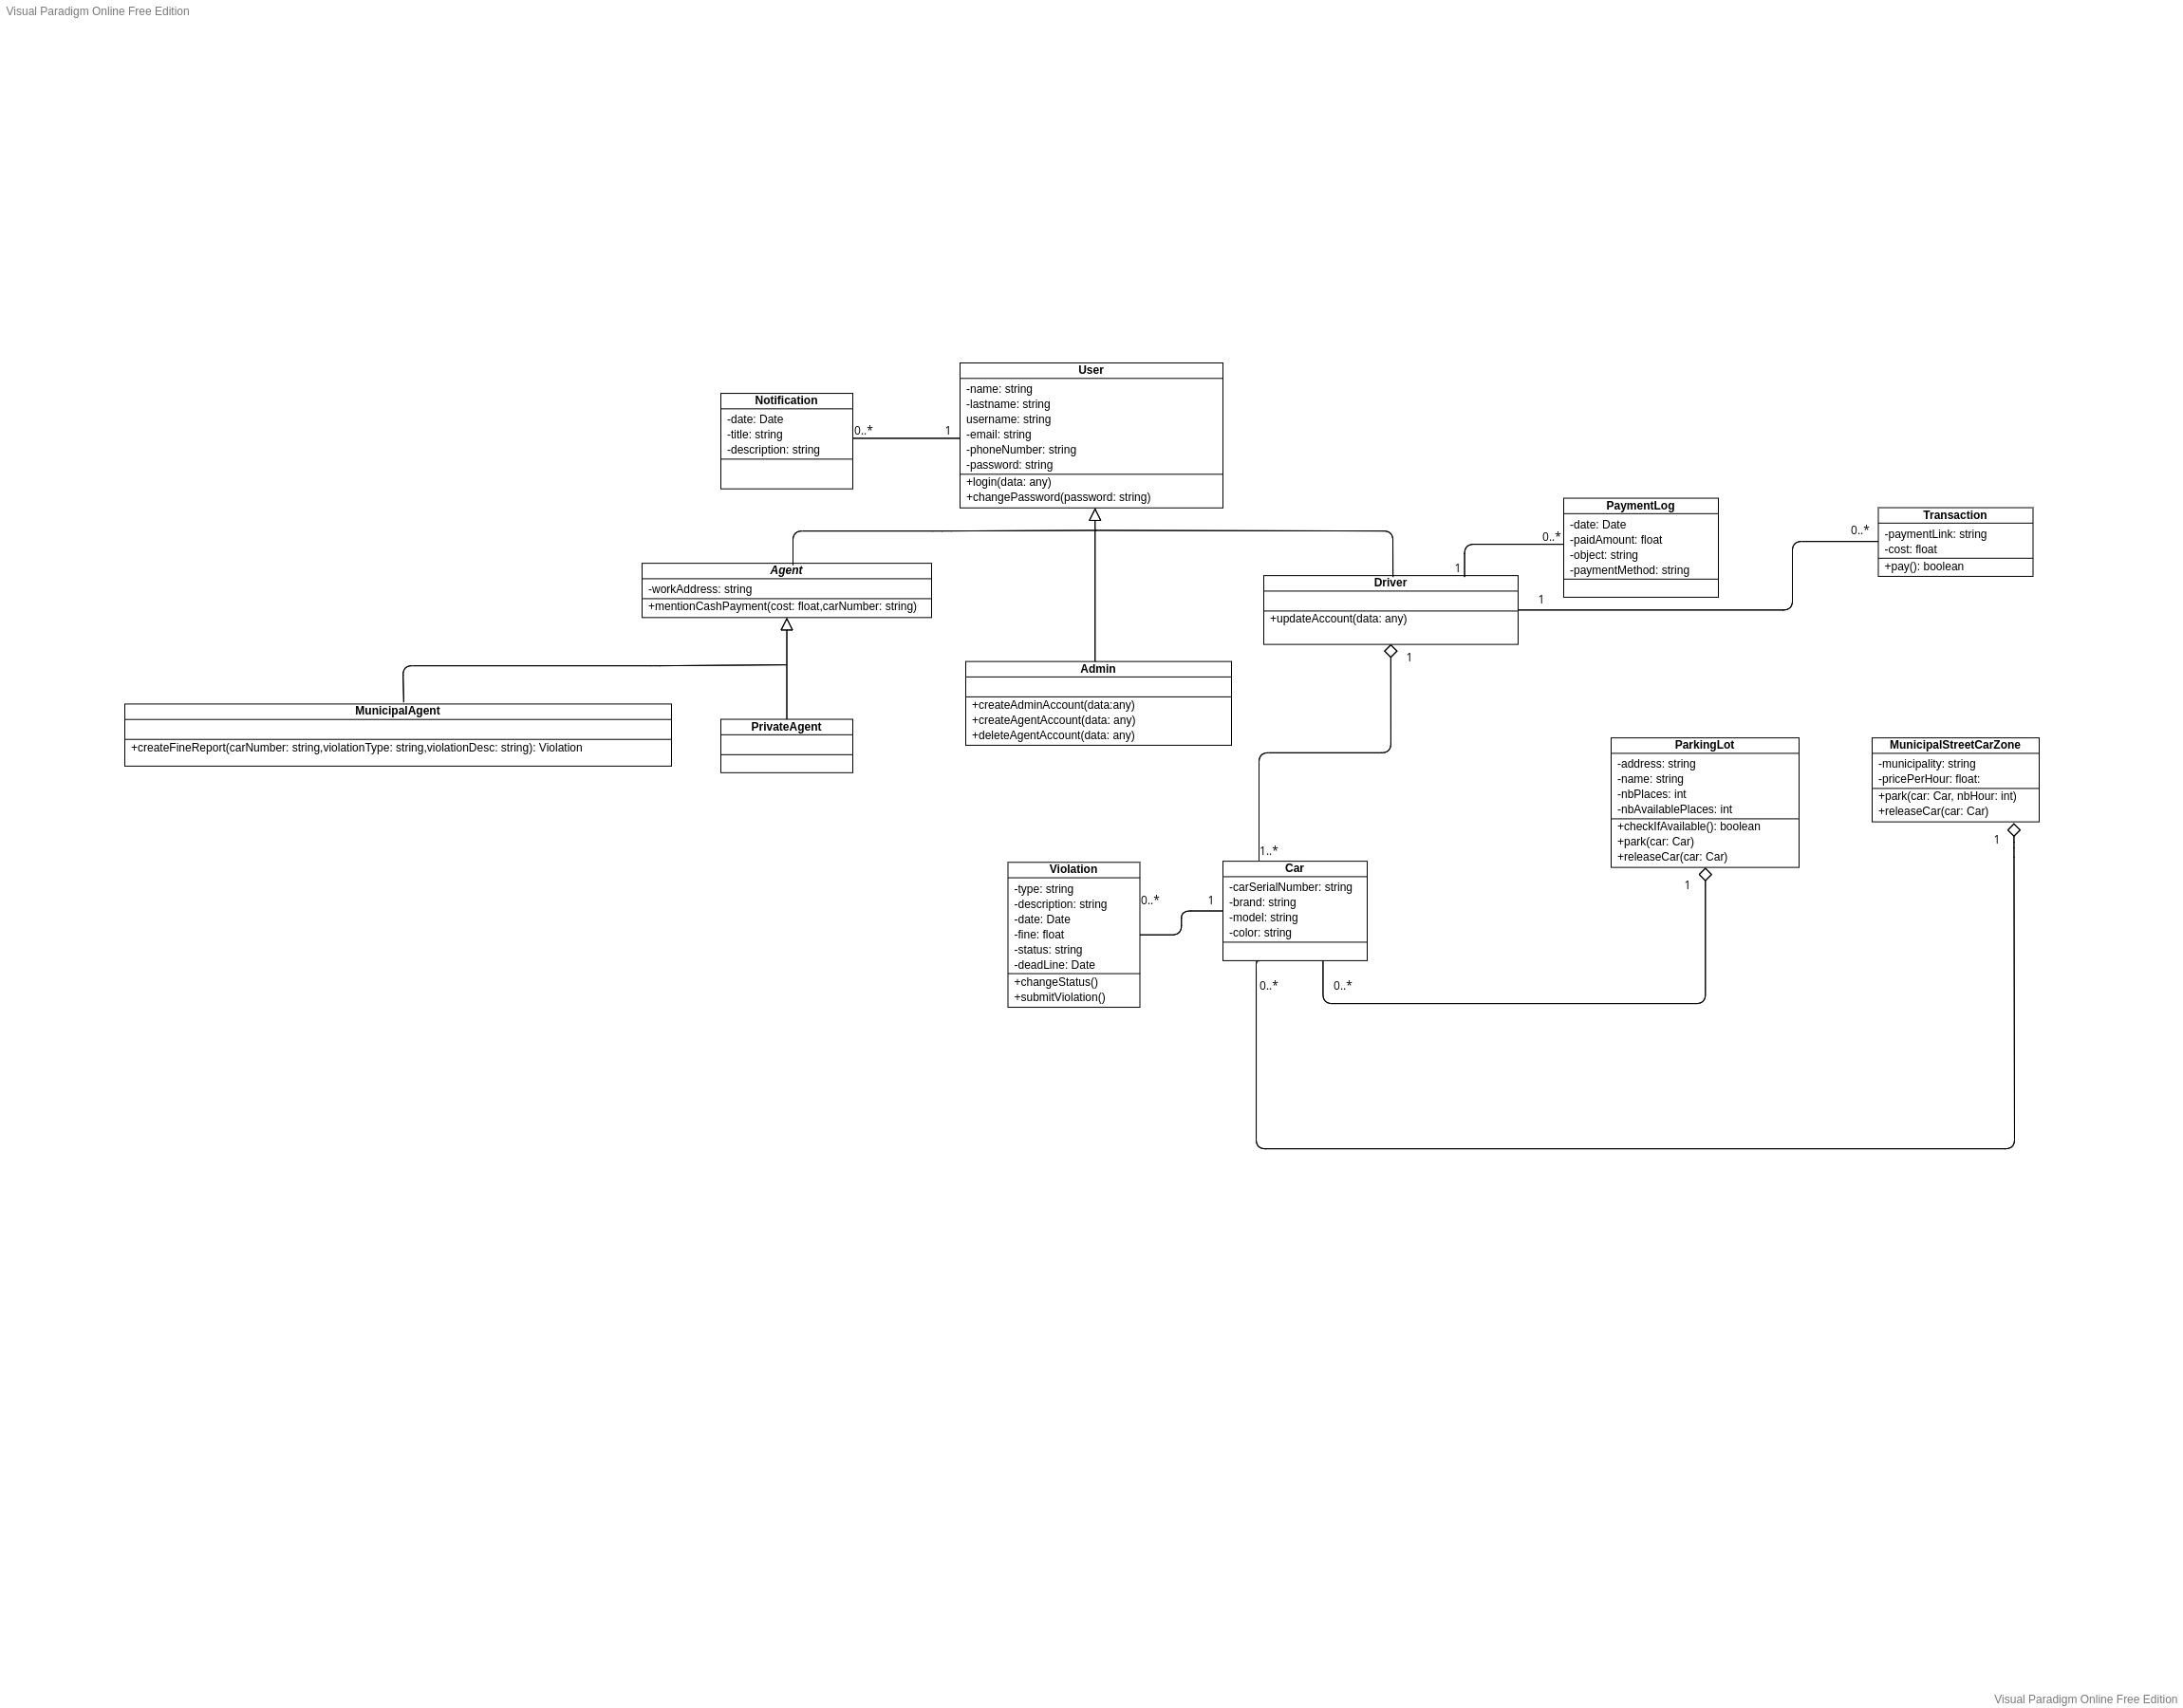 Visual Paradigm Online Free Edition
User
-name: string
-lastname: string
username: string
-email: string
-phoneNumber: string
-password: string
+login(data: any)
+changePassword(password: string)
Notification
-date: Date
-title: string
-description: string
0..*
1
PaymentLog
-date: Date
-paidAmount: float
-object: string
-paymentMethod: string
0..*
1
Transaction
-paymentLink: string
-cost: float
+pay(): boolean
0..*
1
Agent
-workAddress: string
+mentionCashPayment(cost: float,carNumber: string)
Driver
+updateAccount(data: any)
1
Admin
+createAdminAccount(data:any)
+createAgentAccount(data: any)
+deleteAgentAccount(data: any)
MunicipalAgent
+createFineReport(carNumber: string,violationType: string,violationDesc: string): Violation
PrivateAgent
ParkingLot
-address: string
-name: string
-nbPlaces: int
-nbAvailablePlaces: int
+checkIfAvailable(): boolean
+park(car: Car)
+releaseCar(car: Car)
1
MunicipalStreetCarZone
-municipality: string
-pricePerHour: float:
+park(car: Car, nbHour: int)
+releaseCar(car: Car)
1
1..*
Violation
-type: string
-description: string
-date: Date
-fine: float
-status: string
-deadLine: Date
+changeStatus()
+submitViolation()
0..*
1
Car
-carSerialNumber: string
-brand: string
-model: string
-color: string
0..*
0..*
Visual Paradigm Online Free Edition